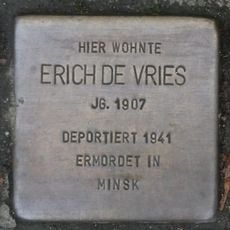 HIER WOHNTE
ERICH DE VRIES
JG. 1907
DEPORTIERT 1941
ERMORDET IN
MINSK